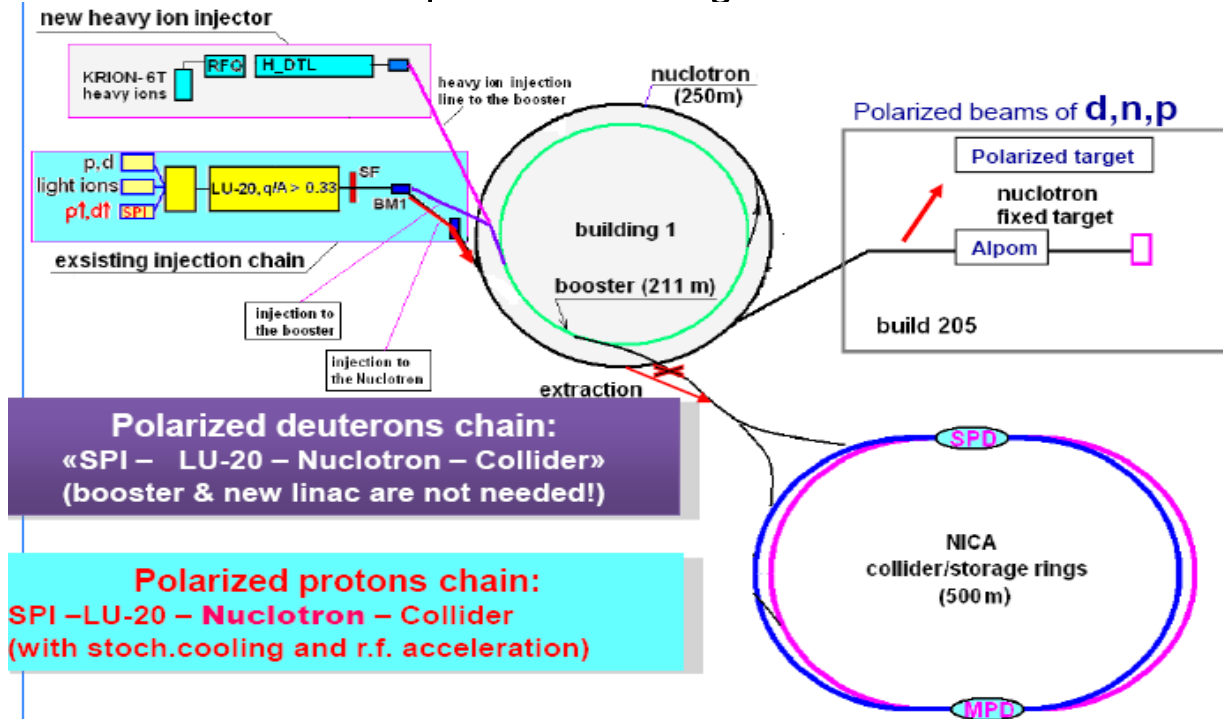 new heavy ion injector
KRION-6T
heavy ions
RFQ
H_DTL
heavy ion injection
line to the booster
nuclotron
(250m)
Polarized beams of d,n,p
Polarized target
nuclotron
fixed target
Alpom
build 205
p,d
light ions
p↑,d↑
SPI
LU-20, q/A > 0.33
SF
BM1
exsisting injection chain
injection to
the booster
injection to
the Nuclotron
building 1
booster (211 m)
extraction
Polarized deuterons chain:
«SPI – LU-20 – Nuclotron – Collider»
(booster & new linac are not needed!)
Polarized protons chain:
SPI –LU-20 – Nuclotron – Collider
(with stoch.cooling and r.f. acceleration)
SPD
NICA
collider/storage rings
(500 m)
MPD